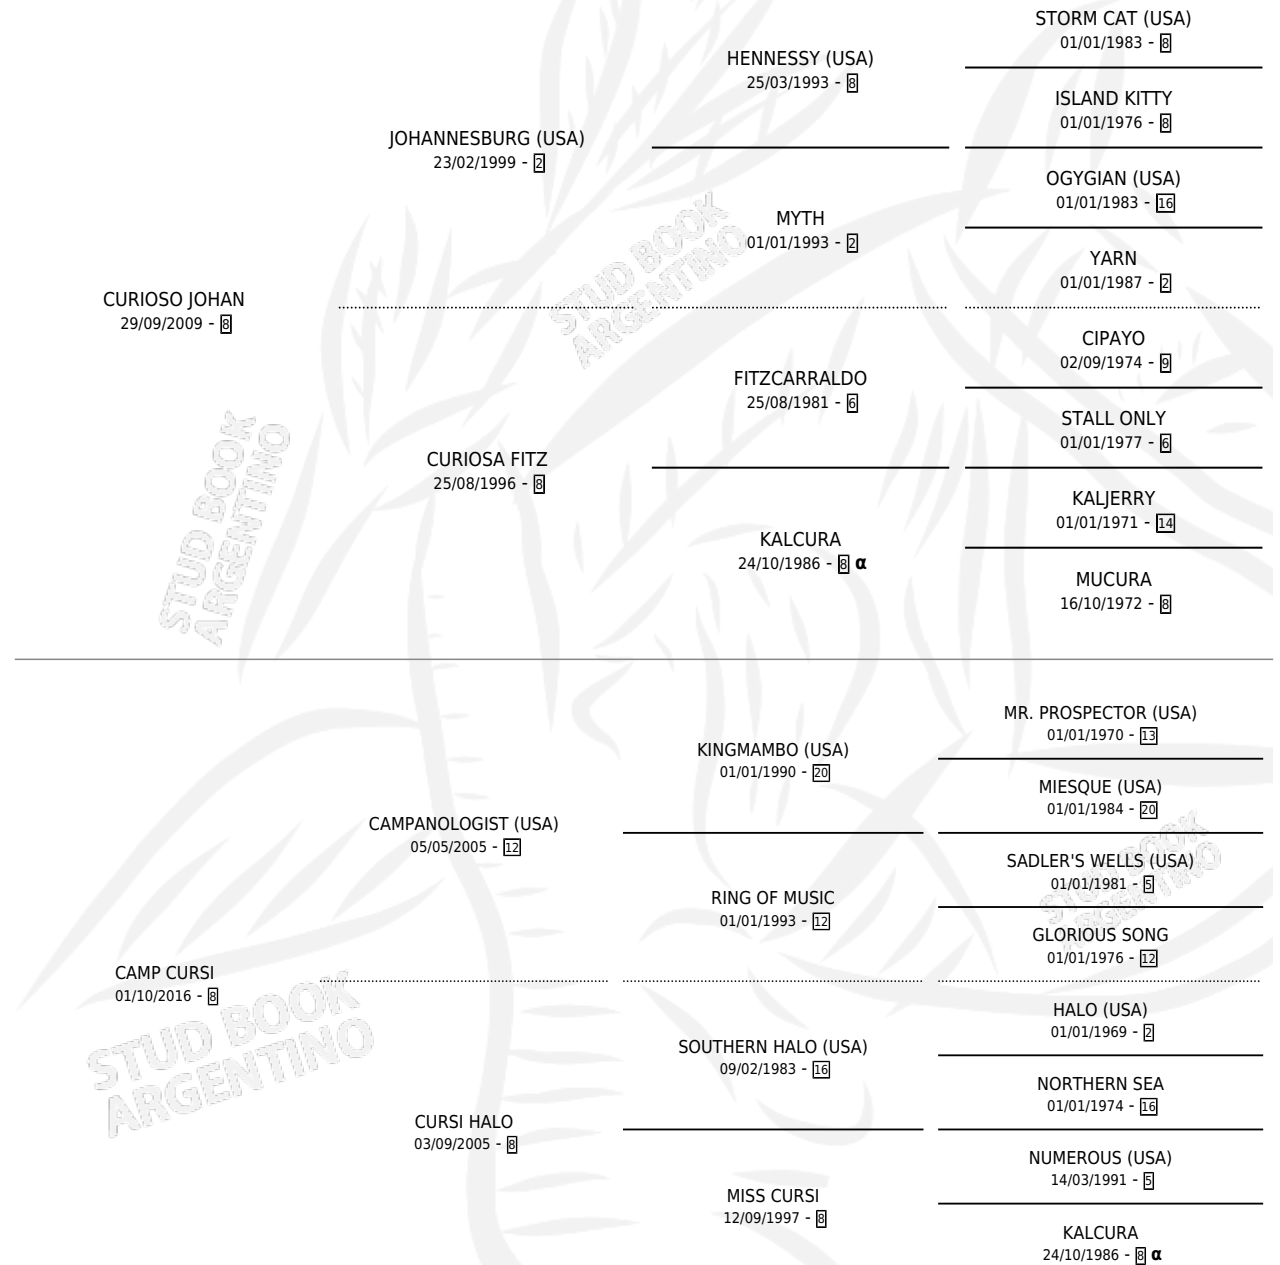 STORM CAT (USA)
01/01/1983 - 8
HENNESSY (USA)
25/03/1993 - 8
ISLAND KITTY
01/01/1976 - 8
JOHANNESBURG (USA)
23/02/1999 - 2
OGYGIAN (USA)
01/01/1983 - 16
MYTH
01/01/1993 - 2
YARN
01/01/1987 - 2
CURIOSO JOHAN
29/09/2009 - 8
CIPAYO
02/09/1974 - 9
FITZCARRALDO
25/08/1981 - 6
STALL ONLY
01/01/1977 - 6
CURIOSA FITZ
25/08/1996 - 8
KALJERRY
01/01/1971 - 14
KALCURA
24/10/1986 - 8 α
MUCURA
16/10/1972 - 8
MR. PROSPECTOR (USA)
01/01/1970 - 13
KINGMAMBO (USA)
01/01/1990 - 20
MIESQUE (USA)
01/01/1984 - 20
CAMPANOLOGIST (USA)
05/05/2005 - 12
SADLER'S WELLS (USA)
01/01/1981 - 5
RING OF MUSIC
01/01/1993 - 12
GLORIOUS SONG
01/01/1976 - 12
CAMP CURSI
01/10/2016 - 8
HALO (USA)
01/01/1969 - 2
SOUTHERN HALO (USA)
09/02/1983 - 16
NORTHERN SEA
01/01/1974 - 16
CURSI HALO
03/09/2005 - 8
NUMEROUS (USA)
14/03/1991 - 5
MISS CURSI
12/09/1997 - 8
KALCURA
24/10/1986 - 8 α
STUD BOOK
ARGENTINO
STUD BOOK
ARGENTINO
STUD BOOK
ARGENTINO
STUD BOOK
ARGENTINO